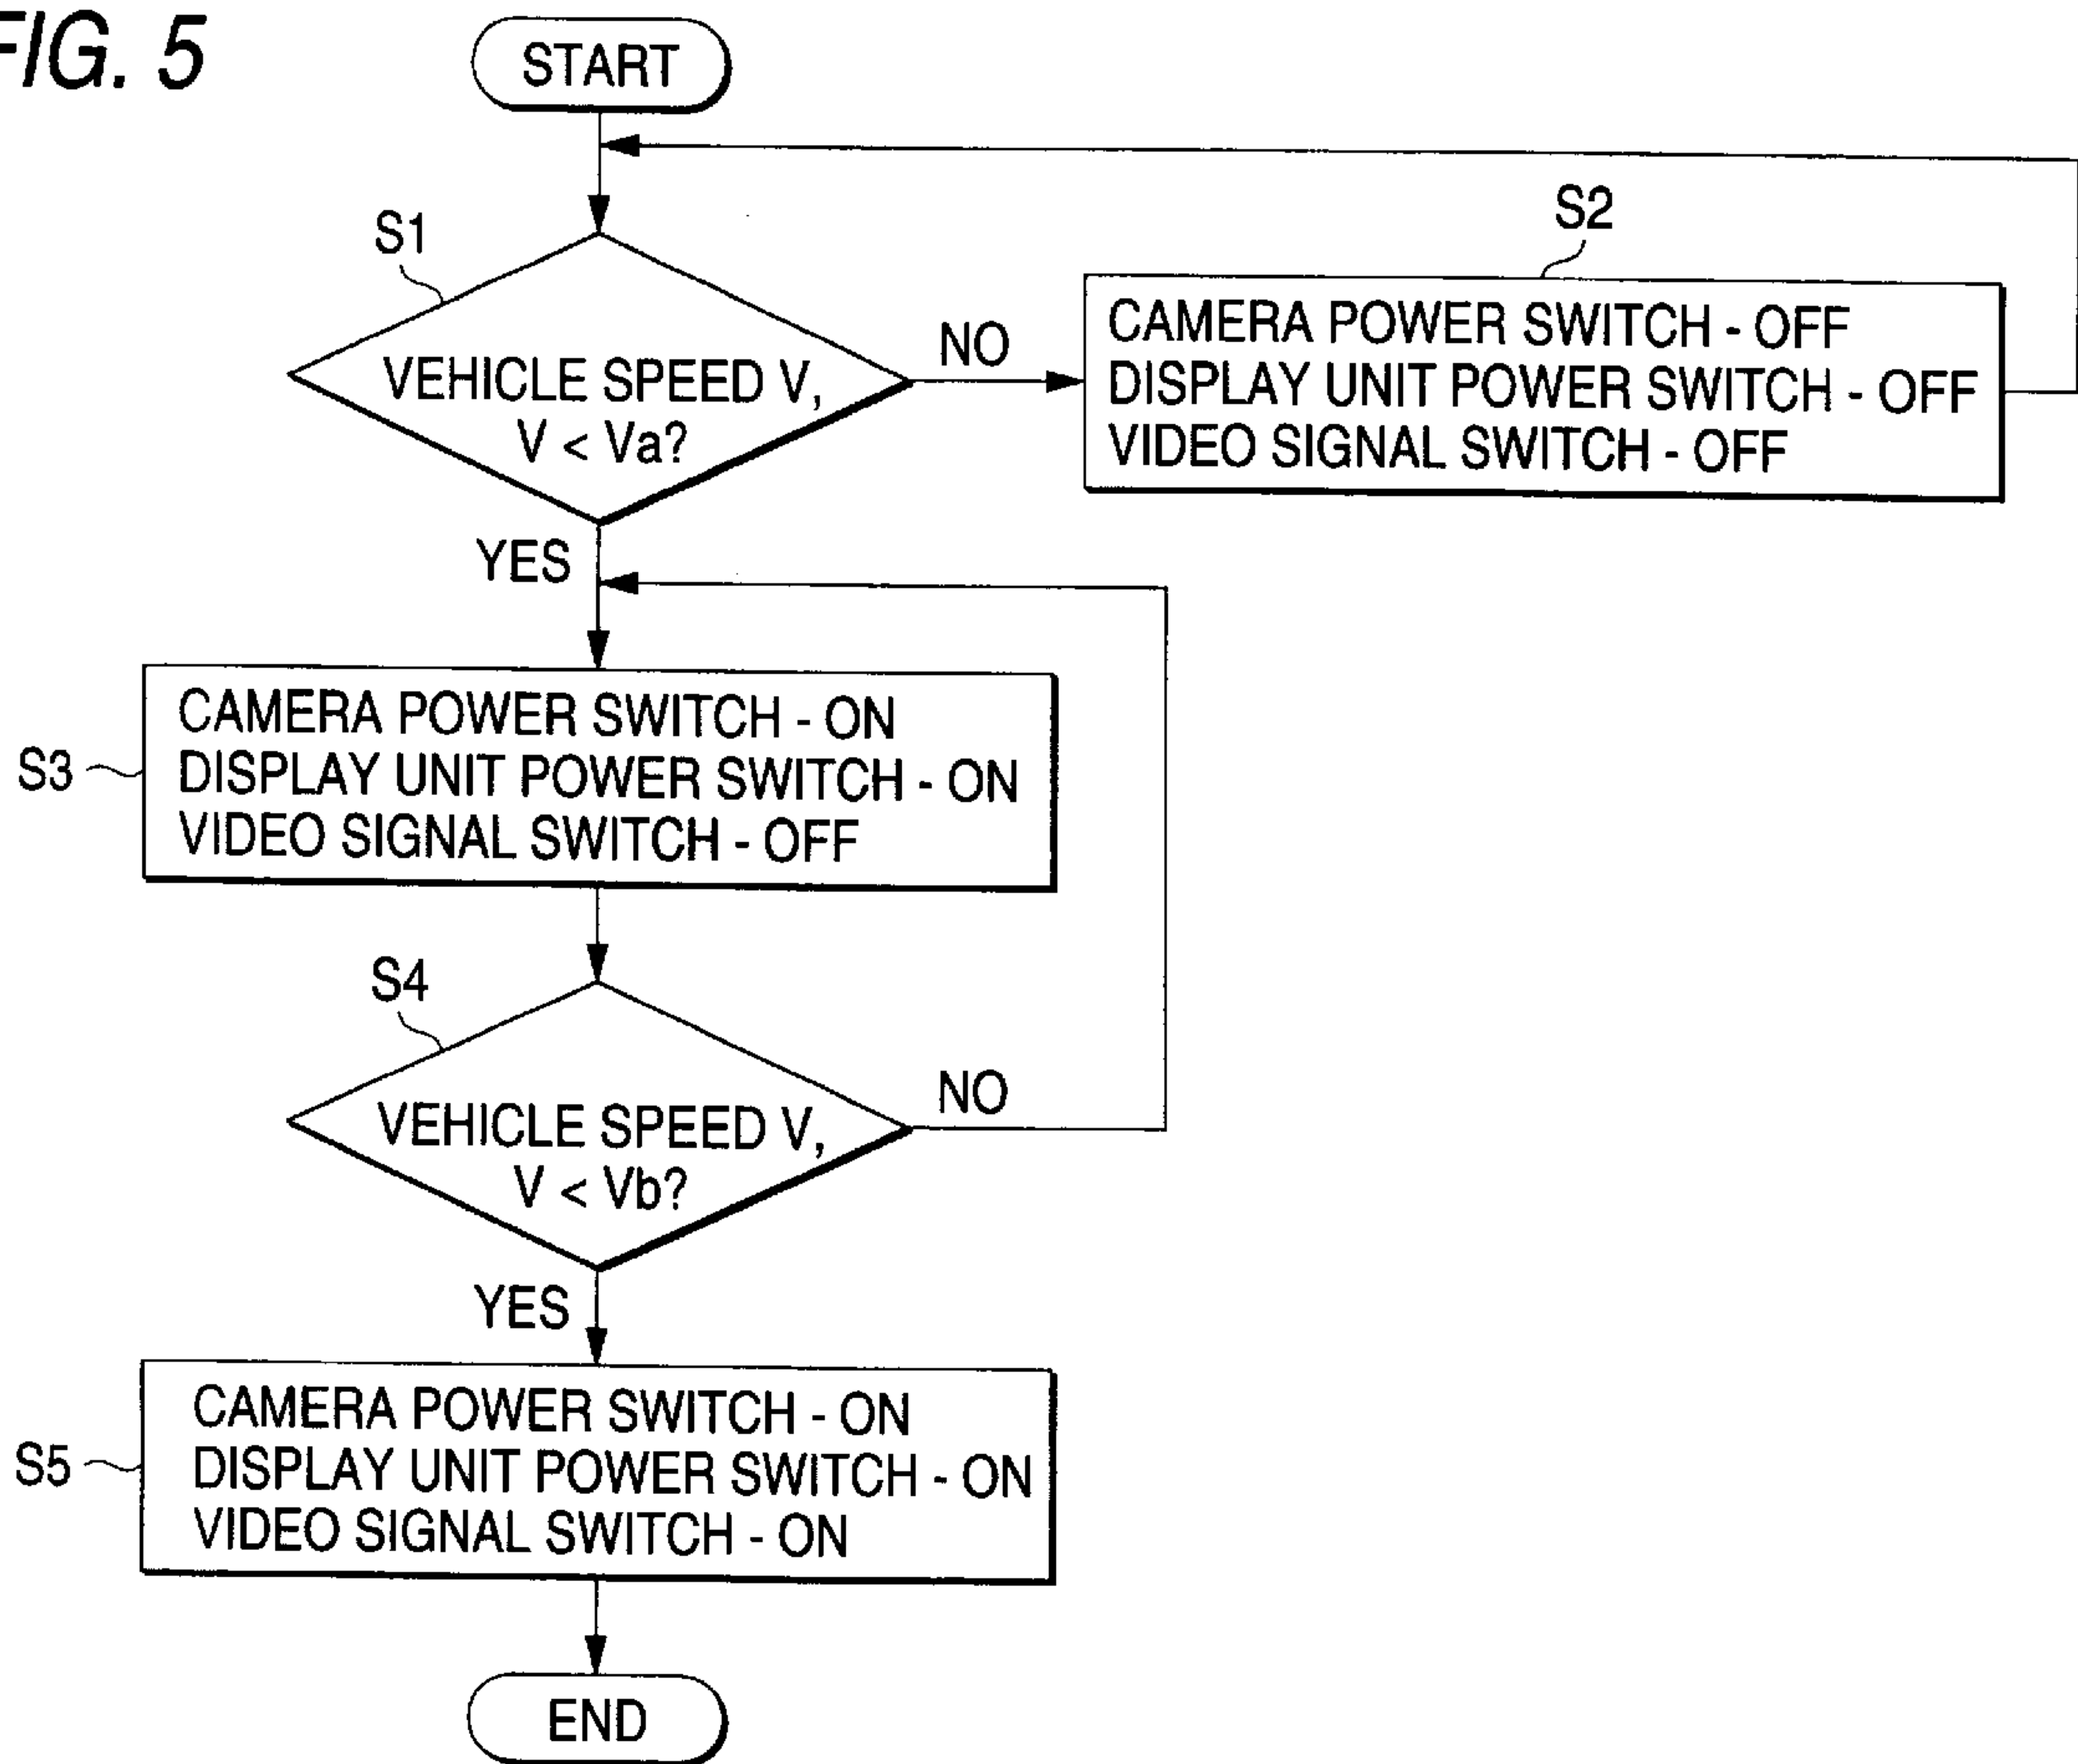 FIG. 5
START
S1
VEHICLE SPEED V,
V < Va?
NO
S2
CAMERA POWER SWITCH - OFF
DISPLAY UNIT POWER SWITCH - OFF
VIDEO SIGNAL SWITCH - OFF
YES
S3
CAMERA POWER SWITCH - ON
DISPLAY UNIT POWER SWITCH - ON
VIDEO SIGNAL SWITCH - OFF
S4
VEHICLE SPEED V,
V < Vb?
NO
YES
S5
CAMERA POWER SWITCH - ON
DISPLAY UNIT POWER SWITCH - ON
VIDEO SIGNAL SWITCH - ON
END